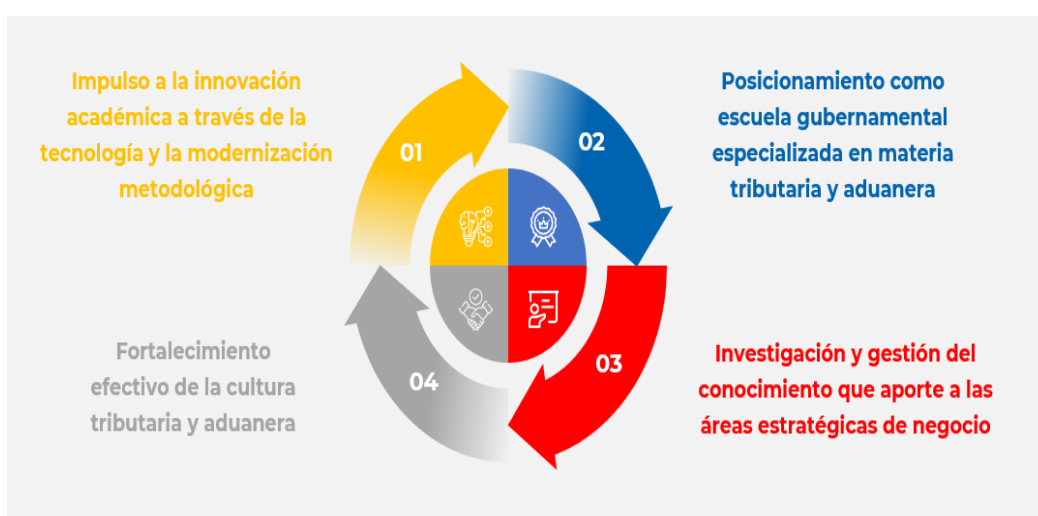 Impulso a la innovación
académica a través de la
tecnología y la modernización
metodológica
01
02
Posicionamiento como
escuela gubernamental
especializada en materia
tributaria y aduanera
Fortalecimiento
efectivo de la cultura
tributaria y aduanera
04
03
Investigación y gestión del
conocimiento que aporte a las
áreas estratégicas de negocio